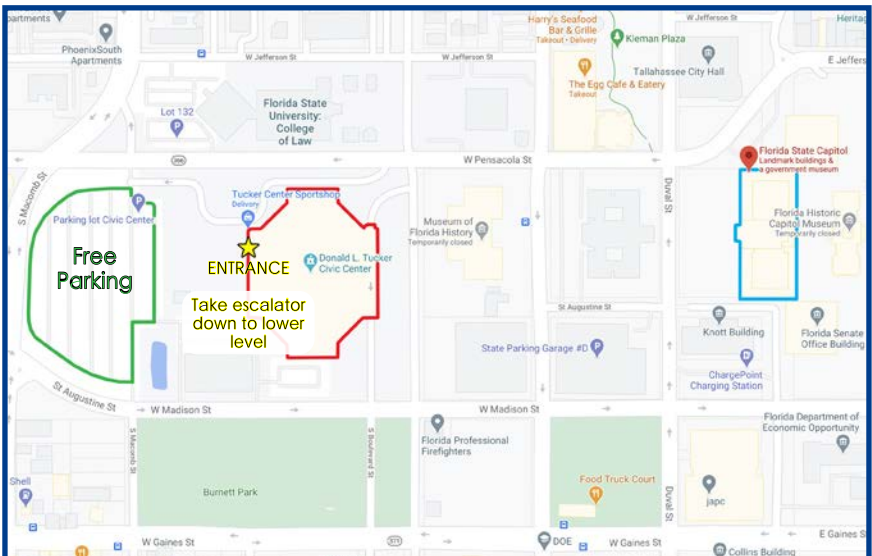 partments
PhoenixSouth
Apartments
W Jefferson St
W Jefferson St
Harry's Seafood
Bar & Grille
Takeout • Delivery
Kleman Plaza
W Jefferson St
Heritag
E Jeffers
Tallahassee City Hall
The Egg Cafe & Eatery
Takeout
Lot 132
Florida State
University:
College
of Law
366
W Pensacola St
Florida State Capitol
Landmark buildings &
a government museum
S Macomb St
Parking lot Civic Center
Tucker Center Sportshop
Delivery
Duval St
Museum of
Florida History
Temporarily closed
Florida Historic
Capitol Museum
Temporarily closed
Free
Parking
ENTRANCE
Donald L. Tucker
Civic Center
Take escalator
down to lower
level
St Augustine St
Knott Building
Florida Senate
Office Building
State Parking Garage #D
ChargePoint
Charging Station
St Augustine St
W Madison St
W Madison St
Florida Department of
Economic Opportunity
S Macomb St
S Boulevard St
Florida Professional
Firefighters
Shell
Burnett Park
Food Truck Court
Duval St
japc
W Gaines St
371
DOE
W Gaines St
E Gaines St
Collins Building